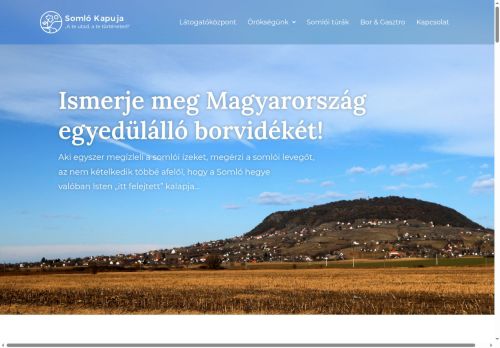 Somló Kapuja
„A te utad, a te történeted!"
Látogatóközpont Örökségünk Somlói túrák Bor & Gasztro Kapcsolat
Ismerje meg Magyarország
egyedülálló borvidékét!
Aki egyszer megízleli a somlói ízeket, megérzi a somlói levegőt,
az nem kételkedik többé afelől, hogy a Somló hegye
valóban Isten „itt felejtett” kalapja...